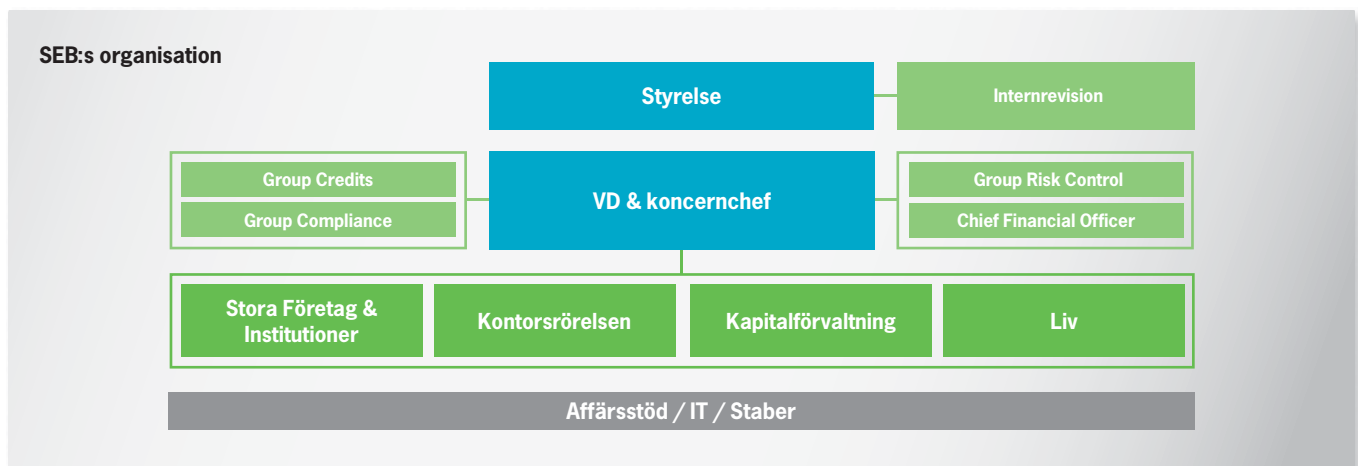 SEB:s organisation
Styrelse
Internrevision
Group Credits
Group Compliance
VD & koncernchef
Group Risk Control
Chief Financial Officer
Stora Företag &
Institutioner
Kontorsrörelsen
Kapitalförvaltning
Liv
Affärsstöd / IT / Staber